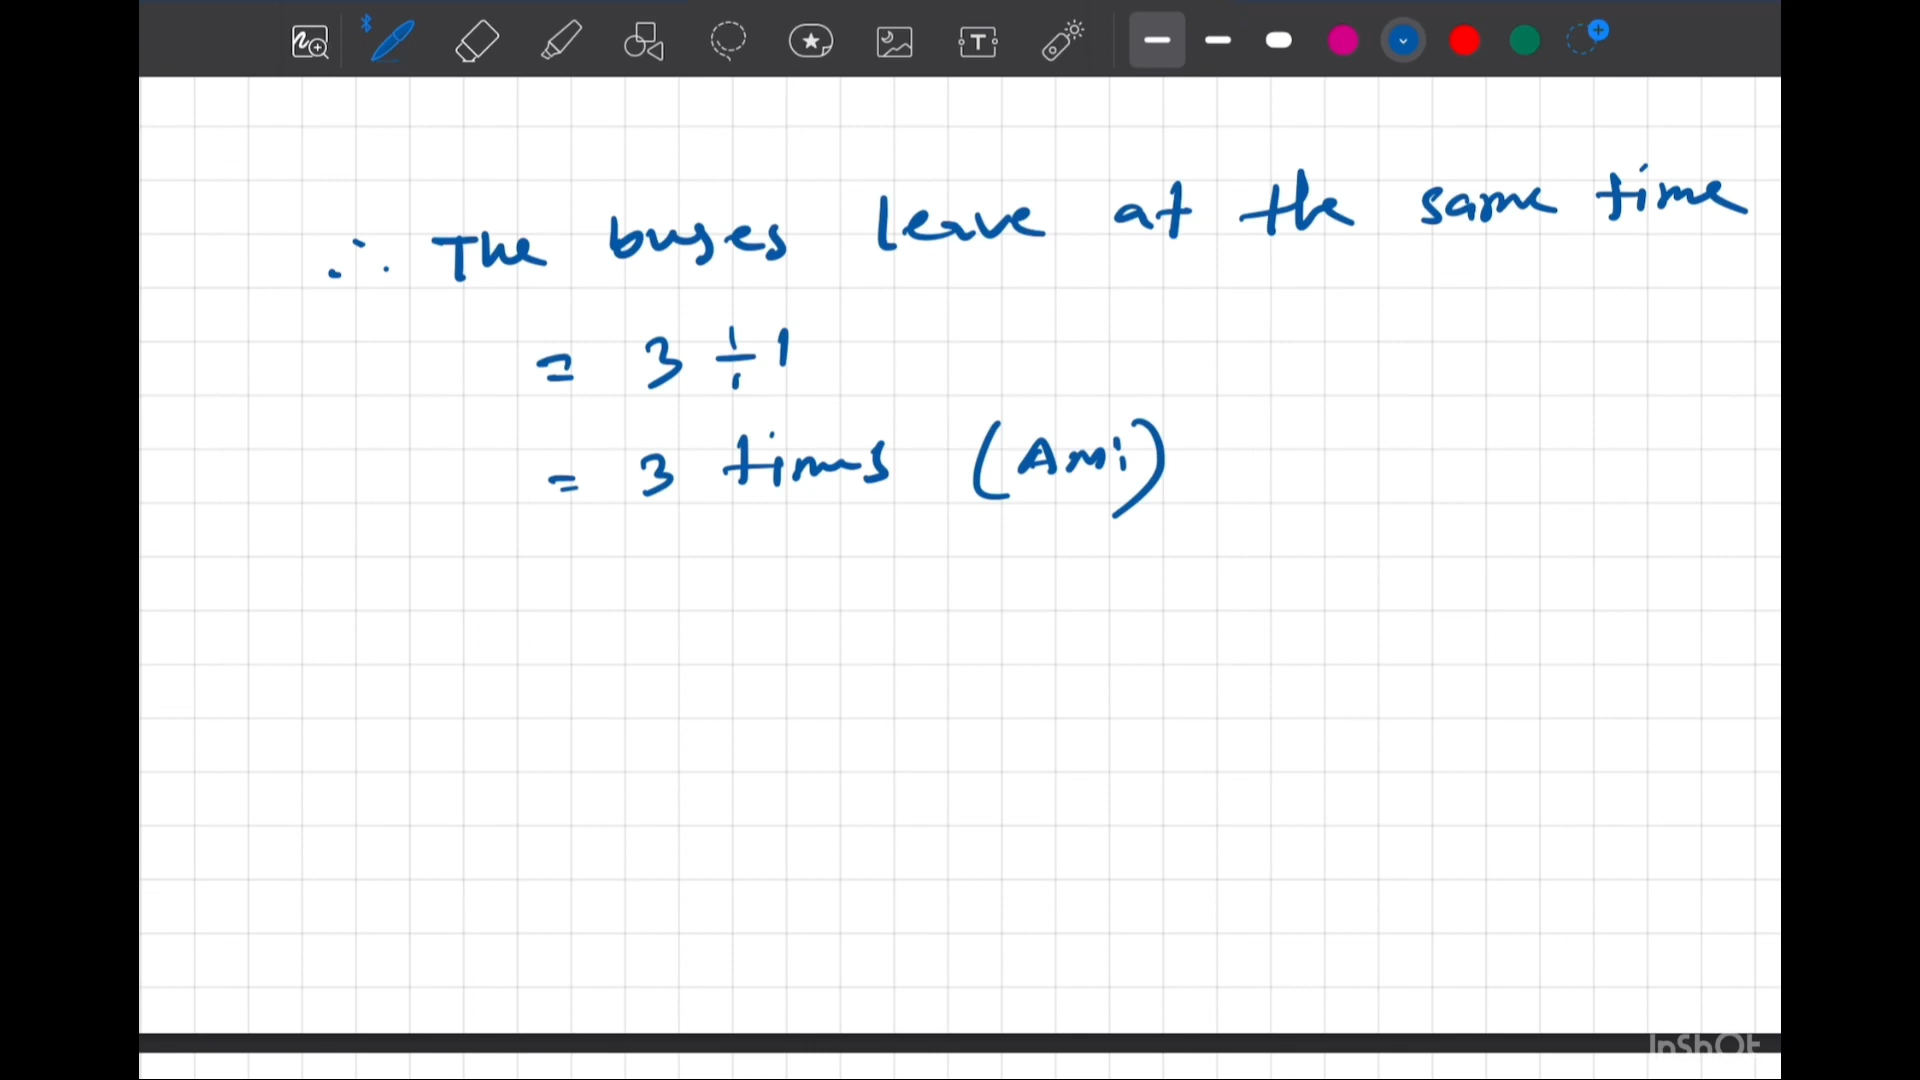 ∴ The buses leave at the same time
= 3 ÷ 1
= 3 times (Ans)
InShOt